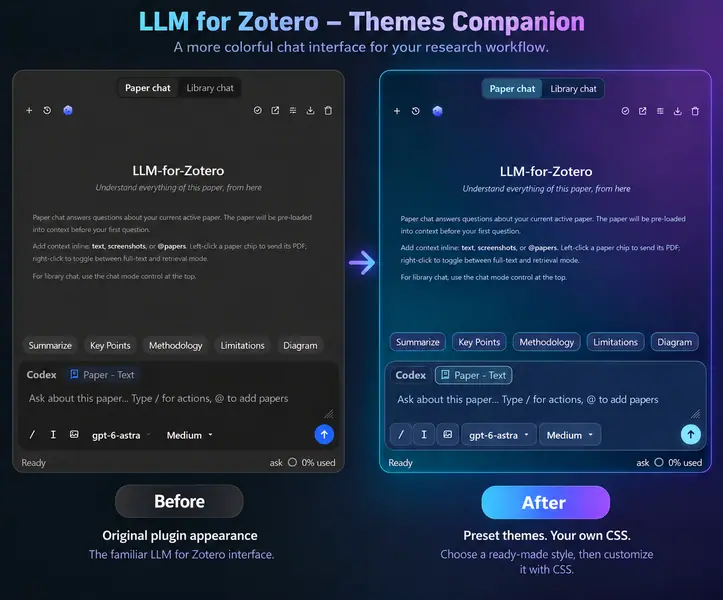 LLM for Zotero – Themes Companion
A more colorful chat interface for your research workflow.
Paper chat
Library chat
LLM-for-Zotero
Understand everything of this paper, from here
Paper chat answers questions about your current active paper. The paper will be pre-loaded
into context before your first question.
Add context inline: text, screenshots, or @papers. Left-click a paper chip to send its PDF;
right-click to toggle between full-text and retrieval mode.
For library chat, use the chat mode control at the top.
Summarize
Key Points
Methodology
Limitations
Diagram
Codex
Paper - Text
Ask about this paper... Type / for actions, @ to add papers
/
gpt-6-astra
Medium
Ready
ask
0% used
Before
Original plugin appearance
The familiar LLM for Zotero interface.
Paper chat
Library chat
LLM-for-Zotero
Understand everything of this paper, from here
Paper chat answers questions about your current active paper. The paper will be pre-loaded
into context before your first question.
Add context inline: text, screenshots, or @papers. Left-click a paper chip to send its PDF;
right-click to toggle between full-text and retrieval mode.
For library chat, use the chat mode control at the top.
Summarize
Key Points
Methodology
Limitations
Diagram
Codex
Paper - Text
Ask about this paper... Type / for actions, @ to add papers
/
gpt-6-astra
Medium
Ready
ask
0% used
After
Preset themes. Your own CSS.
Choose a ready-made style, then customize
it with CSS.